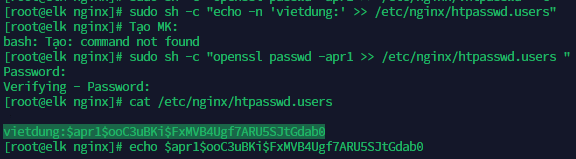 [root@elk nginx]# sudo sh -c "echo -n 'vietdung:' >> /etc/nginx/htpasswd.users"
[root@elk nginx]# Tạo MK:
bash: Tạo: command not found
[root@elk nginx]# sudo sh -c "openssl passwd -apr1 >> /etc/nginx/htpasswd.users "
Password:
Verifying - Password:
[root@elk nginx]# cat /etc/nginx/htpasswd.users
vietdung:$apr1$ooC3uBKi$FxMVB4Ugf7ARU5SJtGdab0
[root@elk nginx]# echo $apr1$ooC3uBKi$FxMVB4Ugf7ARU5SJtGdab0